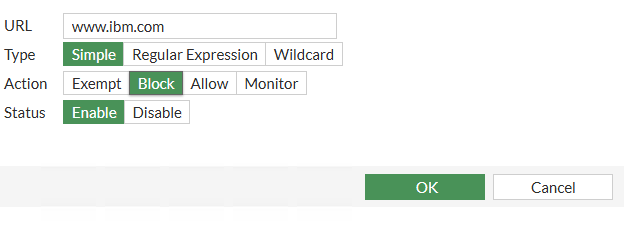 URL www.ibm.com
Type Simple Regular Expression Wildcard
Action Exempt Block Allow Monitor
Status Enable Disable
OK Cancel